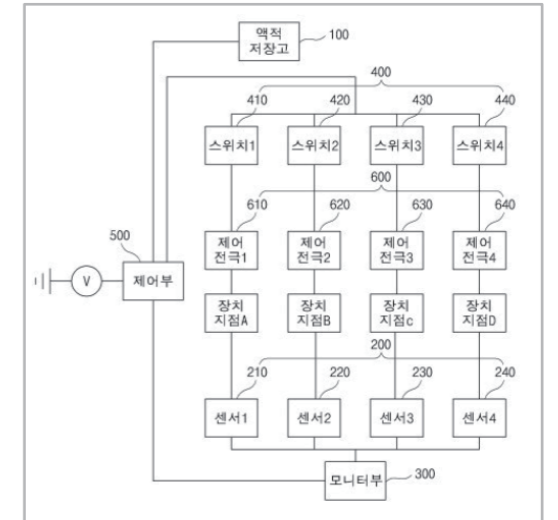 액적
저장고
100
400
410
420
430
440
스위치1
스위치2
스위치3
스위치4
600
610
620
630
640
500
제어
전극1
제어
전극2
제어
전극3
제어
전극4
V
제어부
장치
지점A
장치
지점B
장치
지점c
장치
지점D
200
210
220
230
240
센서1
센서2
센서3
센서4
모니터부
300